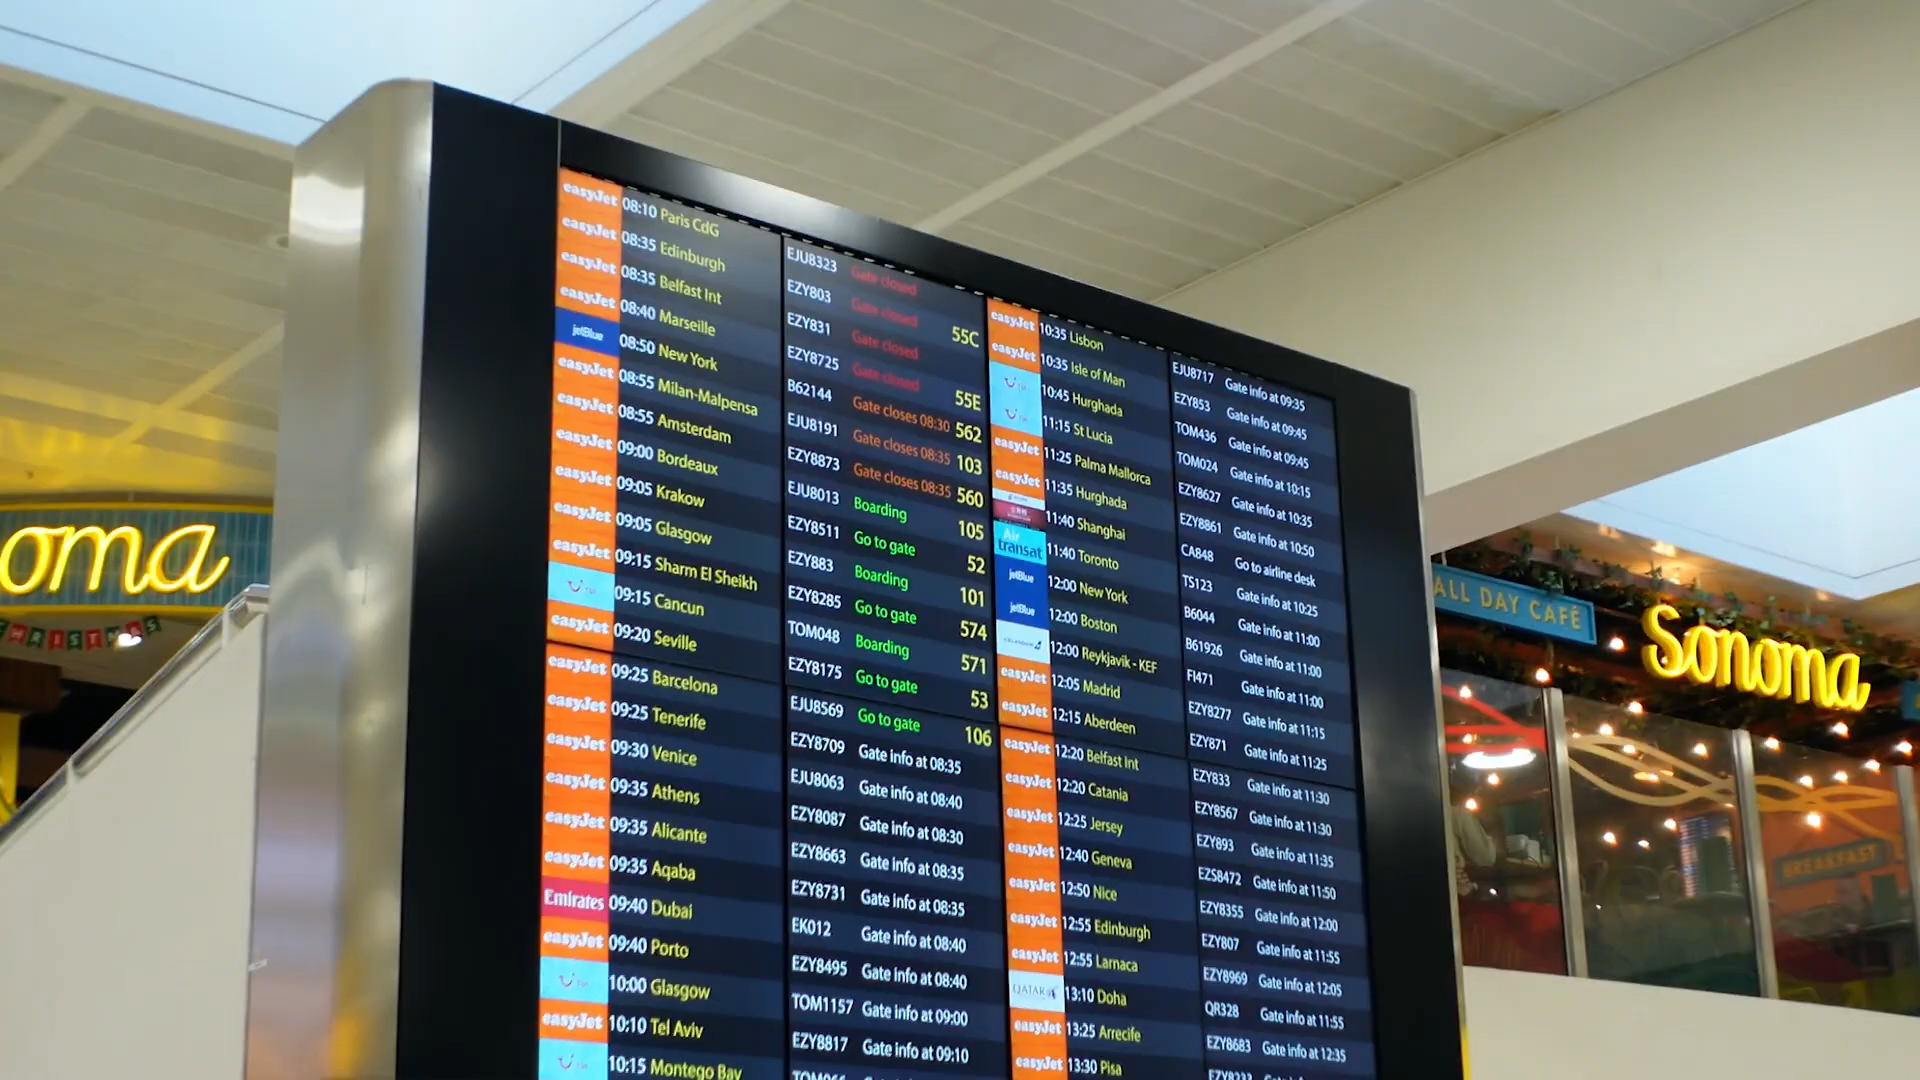 oma
CHRISTMAS
easyJet 08:10 Paris CdG EJU8323 Gate closed
easyJet 08:35 Edinburgh EZY803 Gate closed 55C
easyJet 08:35 Belfast Int EZY831 Gate closed
easyJet 08:40 Marseille EZY8725 Gate closed 55E
jetBlue 08:50 New York B62144 Gate closes 08:30 562
easyJet 08:55 Milan-Malpensa EJU8191 Gate closes 08:35 103
easyJet 08:55 Amsterdam EZY8873 Gate closes 08:35 560
easyJet 09:00 Bordeaux EJU8013 Boarding 105
easyJet 09:05 Krakow EZY8511 Go to gate 52
easyJet 09:05 Glasgow EZY883 Boarding 101
easyJet 09:15 Sharm El Sheikh EZY8285 Go to gate 574
09:15 Cancun TOM048 Boarding 571
easyJet 09:20 Seville EZY8175 Go to gate 53
easyJet 09:25 Barcelona EJU8569 Go to gate 106
easyJet 09:25 Tenerife EZY8709 Gate info at 08:35
easyJet 09:30 Venice EJU8063 Gate info at 08:40
easyJet 09:35 Athens EZY8087 Gate info at 08:30
easyJet 09:35 Alicante EZY8663 Gate info at 08:35
easyJet 09:35 Aqaba EZY8731 Gate info at 08:35
Emirates 09:40 Dubai EK012 Gate info at 08:40
easyJet 09:40 Porto EZY8495 Gate info at 08:40
10:00 Glasgow TOM1157 Gate info at 09:00
easyJet 10:10 Tel Aviv EZY8817 Gate info at 09:10
10:15 Montego Bay
easyJet 10:35 Lisbon EJU8717 Gate info at 09:35
easyJet 10:35 Isle of Man EZY853 Gate info at 09:45
10:45 Hurghada TOM436 Gate info at 09:45
11:15 St Lucia TOM024 Gate info at 10:15
easyJet 11:25 Palma Mallorca EZY8627 Gate info at 10:35
easyJet 11:35 Hurghada EZY8861 Gate info at 10:50
11:40 Shanghai CA848 Go to airline desk
Air transat 11:40 Toronto TS123 Gate info at 10:25
jetBlue 12:00 New York B6044 Gate info at 11:00
jetBlue 12:00 Boston B61926 Gate info at 11:00
ICELANDAIR 12:00 Reykjavik - KEF FI471 Gate info at 11:00
easyJet 12:05 Madrid EZY8277 Gate info at 11:15
easyJet 12:15 Aberdeen EZY871 Gate info at 11:25
easyJet 12:20 Belfast Int EZY833 Gate info at 11:30
easyJet 12:20 Catania EZY8567 Gate info at 11:30
easyJet 12:25 Jersey EZY893 Gate info at 11:35
easyJet 12:40 Geneva EZS8472 Gate info at 11:50
easyJet 12:50 Nice EZY8355 Gate info at 12:00
easyJet 12:55 Edinburgh EZY807 Gate info at 11:55
easyJet 12:55 Larnaca EZY8969 Gate info at 12:05
QATAR 13:10 Doha QR328 Gate info at 11:55
easyJet 13:25 Arrecife EZY8683 Gate info at 12:35
easyJet 13:30 Pisa
ALL DAY CAFÉ
Sonoma
BREAKFAST